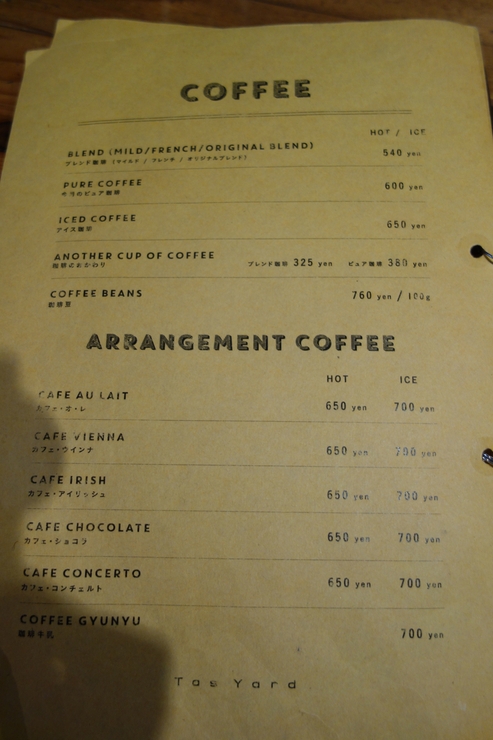 COFFEE
HOT / ICE
BLEND (MILD/FRENCH/ORIGINAL BLEND) 540 yen
ブレンド珈琲 (マイルド / フレンチ / オリジナルブレンド)
PURE COFFEE 600 yen
今月のピュア珈琲
ICED COFFEE 650 yen
アイス珈琲
ANOTHER CUP OF COFFEE ブレンド珈琲 325 yen ピュア珈琲 380 yen
珈琲のおかわり
COFFEE BEANS 760 yen / 100g
珈琲豆
ARRANGEMENT COFFEE
HOT ICE
CAFE AU LAIT 650 yen 700 yen
カフェ・オ・レ
CAFE VIENNA 650 yen 700 yen
カフェ・ウインナ
CAFE IRISH 650 yen 700 yen
カフェ・アイリッシュ
CAFE CHOCOLATE 650 yen 700 yen
カフェ・ショコラ
CAFE CONCERTO 650 yen 700 yen
カフェ・コンチェルト
COFFEE GYUNYU 700 yen
珈琲牛乳
Tas Yard